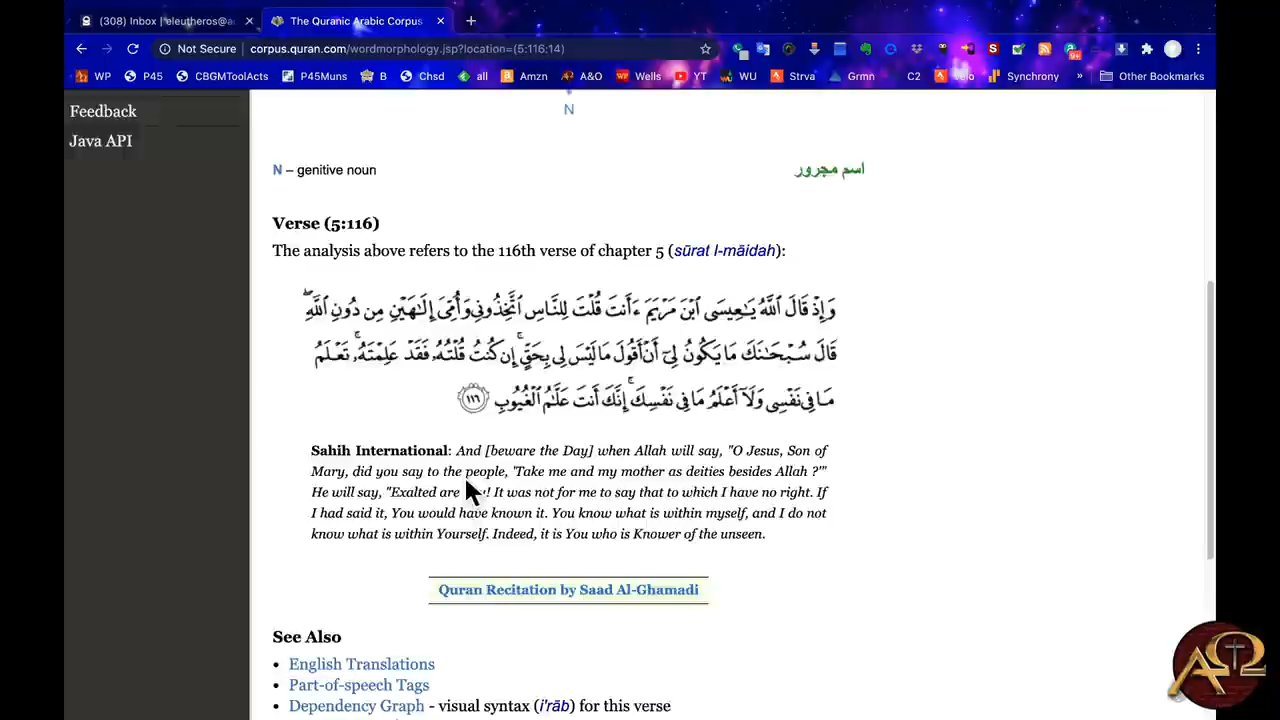 (308) Inbox | eleutheros@a
The Quranic Arabic Corpus
Not Secure | corpus.quran.com/wordmorphology.jsp?location=(5:116:14)
WP P45 CBGMToolActs P45Muns B Chsd all Amzn A&O Wells YT WU Strva Grmn C2 Velo Synchrony » Other Bookmarks
Feedback
Java API
N
N – genitive noun
اسم مجرور
Verse (5:116)
The analysis above refers to the 116th verse of chapter 5 (sūrat l-māidah):
وَإِذْ قَالَ ٱللَّهُ يَـٰعِيسَى ٱبْنَ مَرْيَمَ ءَأَنتَ قُلْتَ لِلنَّاسِ ٱتَّخِذُونِى وَأُمِّىَ إِلَـٰهَيْنِ مِن دُونِ ٱللَّهِ ۖ
قَالَ سُبْحَـٰنَكَ مَا يَكُونُ لِىٓ أَنْ أَقُولَ مَا لَيْسَ لِى بِحَقٍّ ۚ إِن كُنتُ قُلْتُهُۥ فَقَدْ عَلِمْتَهُۥ ۚ تَعْلَمُ
مَا فِى نَفْسِى وَلَآ أَعْلَمُ مَا فِى نَفْسِكَ ۚ إِنَّكَ أَنتَ عَلَّـٰمُ ٱلْغُيُوبِ ١١٦
Sahih International: And [beware the Day] when Allah will say, "O Jesus, Son of
Mary, did you say to the people, 'Take me and my mother as deities besides Allah ?'"
He will say, "Exalted are ! It was not for me to say that to which I have no right. If
I had said it, You would have known it. You know what is within myself, and I do not
know what is within Yourself. Indeed, it is You who is Knower of the unseen.
Quran Recitation by Saad Al-Ghamadi
See Also
• English Translations
• Part-of-speech Tags
• Dependency Graph - visual syntax (i'rāb) for this verse
ΑΩ